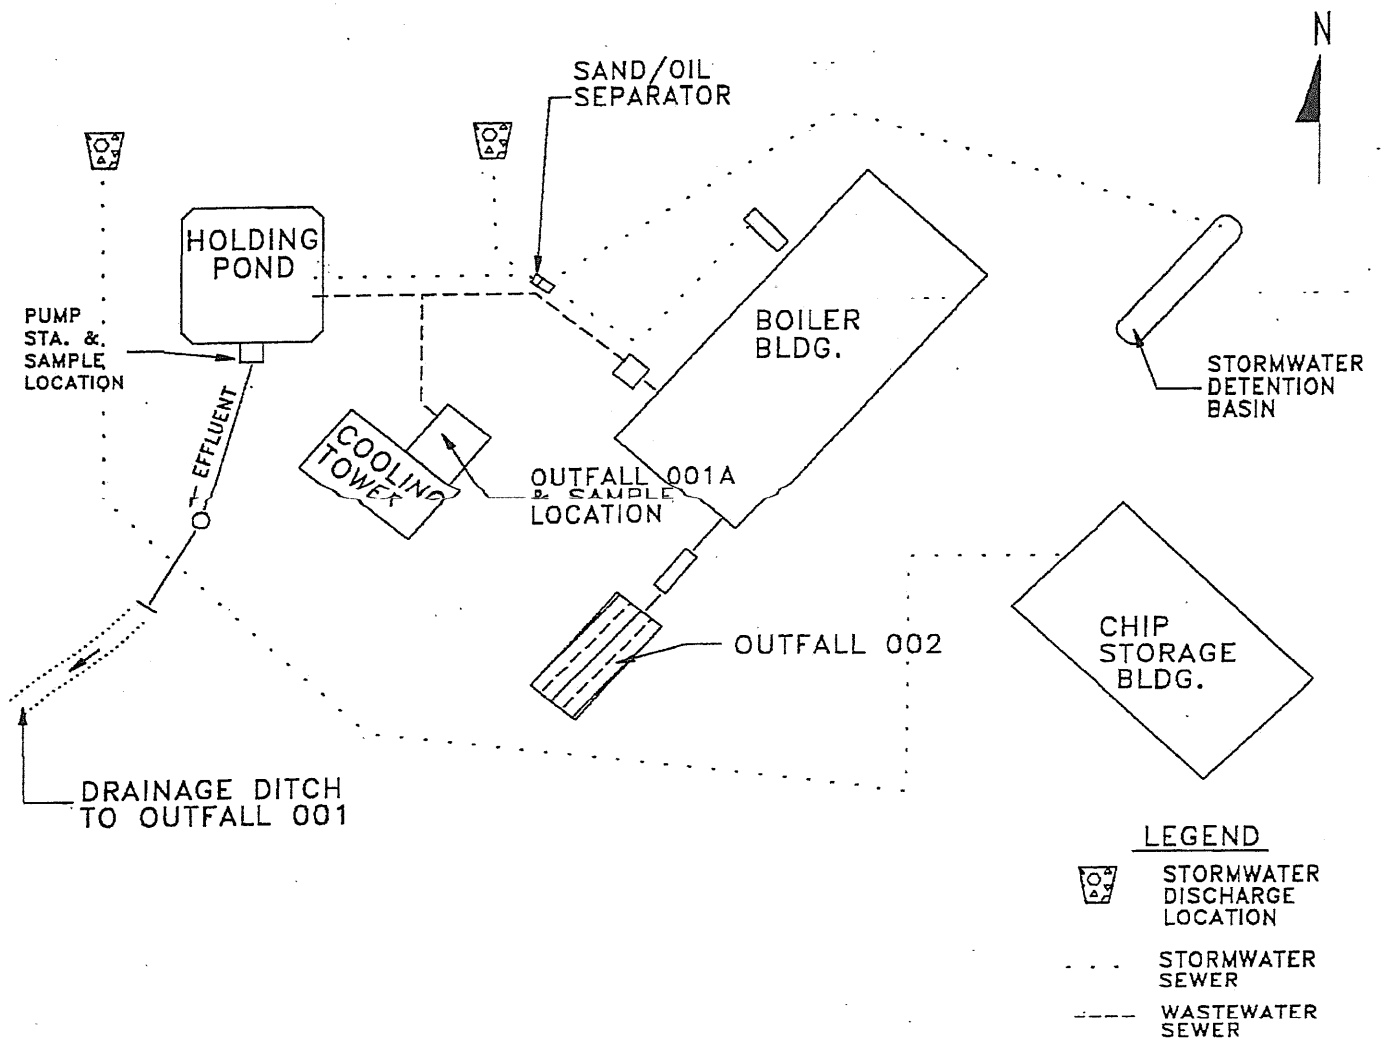 N
SAND/OIL
SEPARATOR
HOLDING
POND
PUMP
STA. &
SAMPLE
LOCATION
EFFLUENT
BOILER
BLDG.
STORMWATER
DETENTION
BASIN
COOLING
TOWER
OUTFALL 001A
& SAMPLE
LOCATION
OUTFALL 002
CHIP
STORAGE
BLDG.
DRAINAGE DITCH
TO OUTFALL 001
LEGEND
STORMWATER
DISCHARGE
LOCATION
STORMWATER
SEWER
WASTEWATER
SEWER